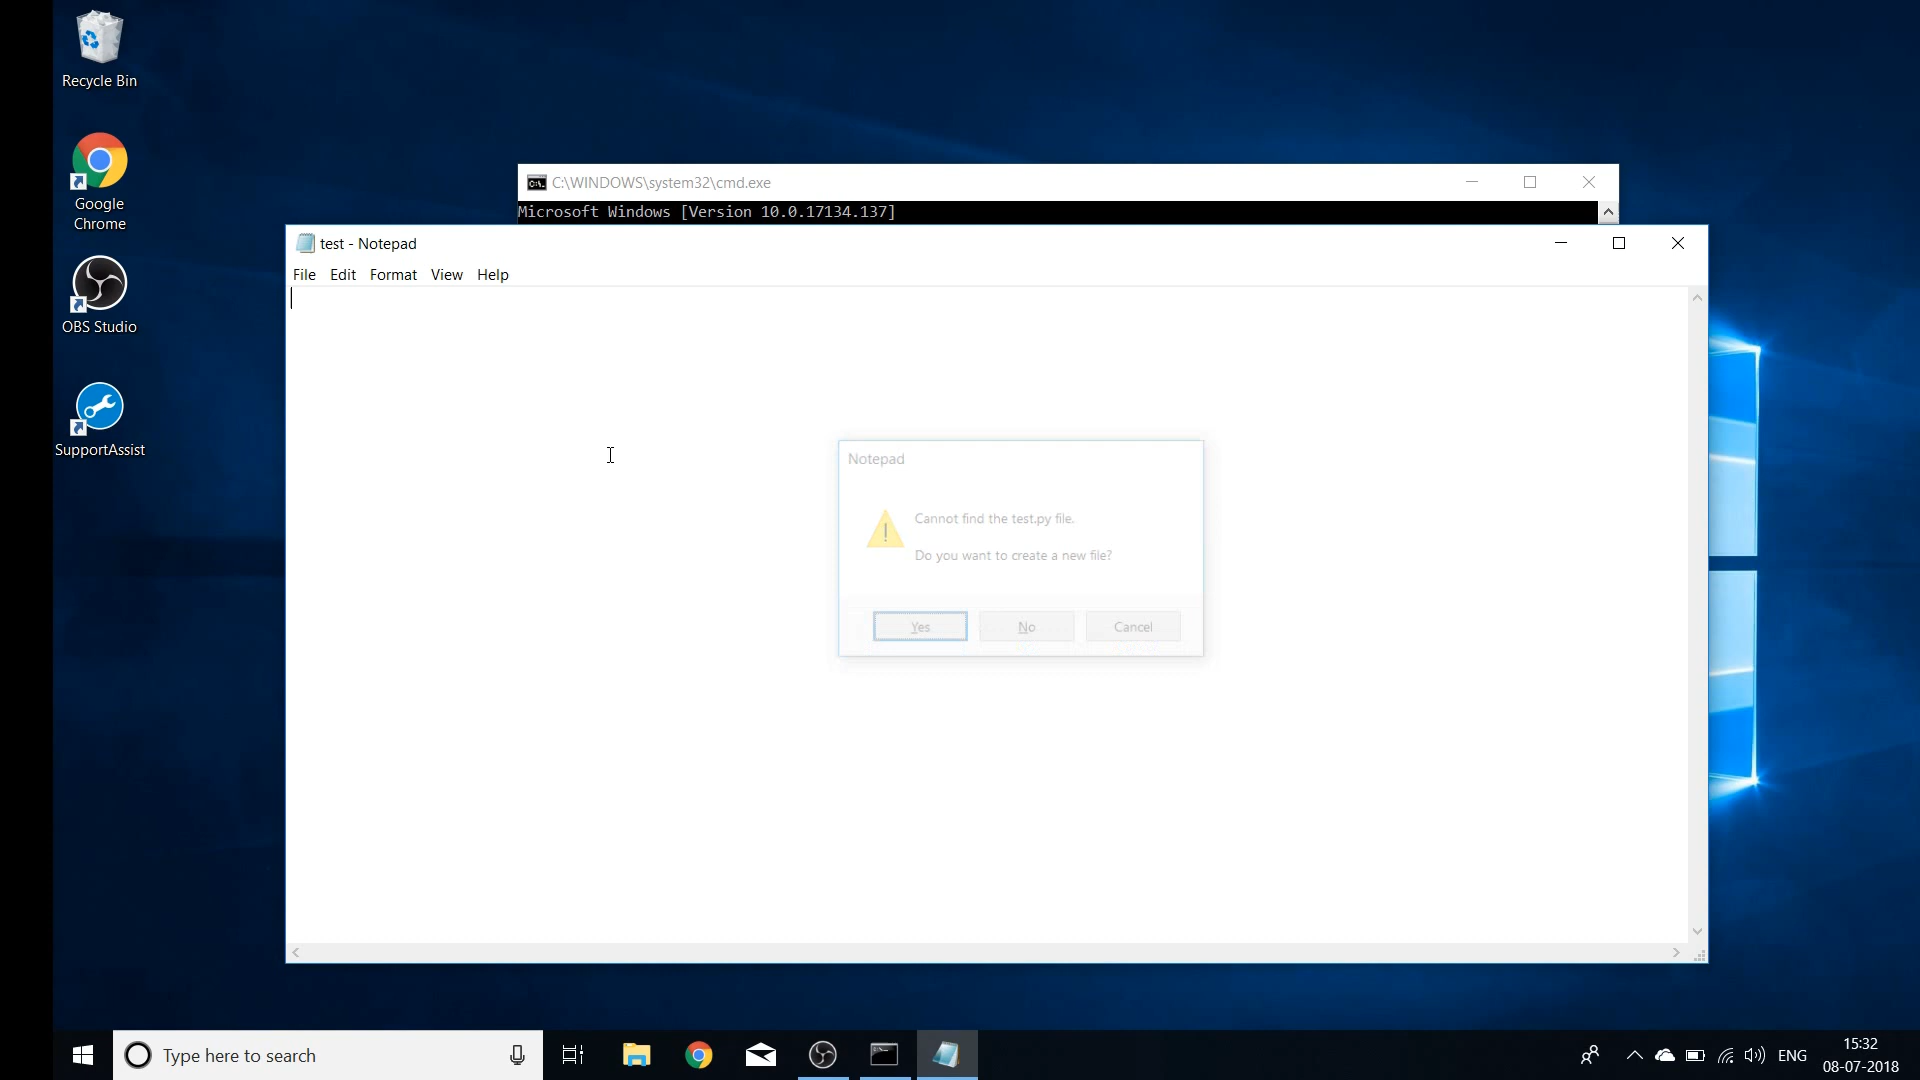 Recycle Bin
Google
Chrome
OBS Studio
SupportAssist
C:\WINDOWS\system32\cmd.exe
Microsoft Windows [Version 10.0.17134.137]
test - Notepad
File Edit Format View Help
Notepad
Cannot find the test.py file.
Do you want to create a new file?
Yes No Cancel
Type here to search
ENG
15:32
08-07-2018